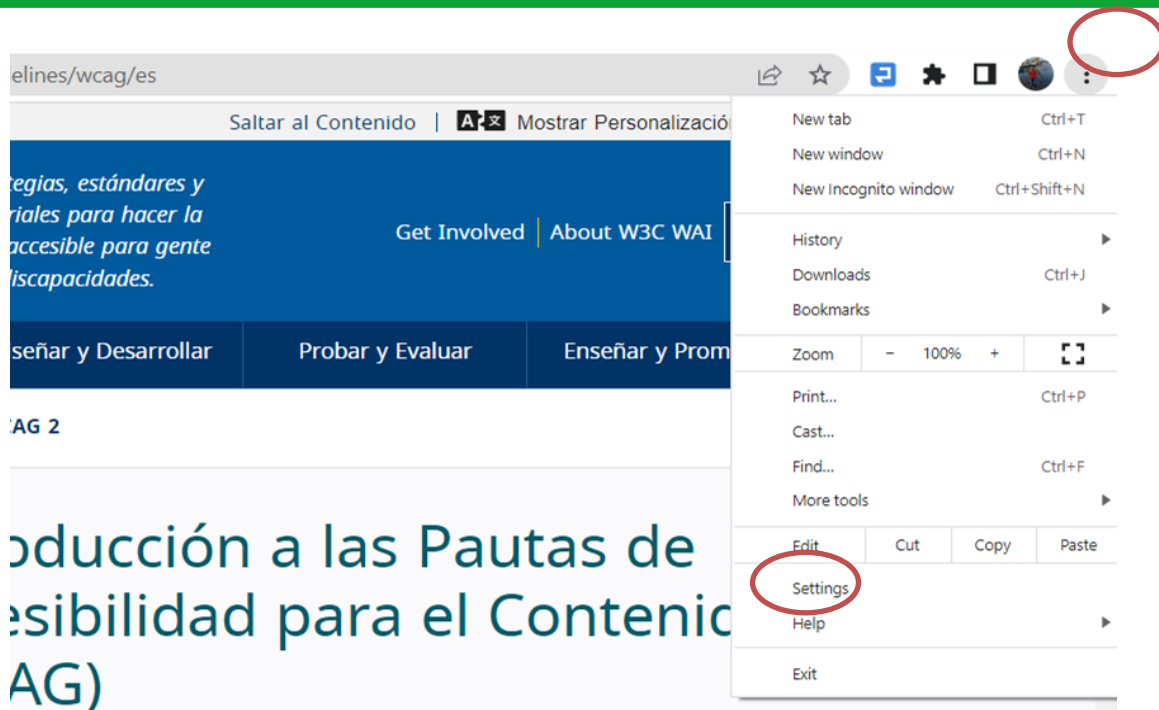 elines/wcag/es
Saltar al Contenido | Mostrar Personalizació
tegias, estándares y
riales para hacer la
accesible para gente
discapacidades.
Get Involved | About W3C WAI
señar y Desarrollar Probar y Evaluar Enseñar y Prom
CAG 2
oducción a las Pautas de
esibilidad para el Contenid
AG)
New tab Ctrl+T
New window Ctrl+N
New Incognito window Ctrl+Shift+N
History
Downloads Ctrl+J
Bookmarks
Zoom - 100% +
Print... Ctrl+P
Cast...
Find... Ctrl+F
More tools
Edit Cut Copy Paste
Settings
Help
Exit